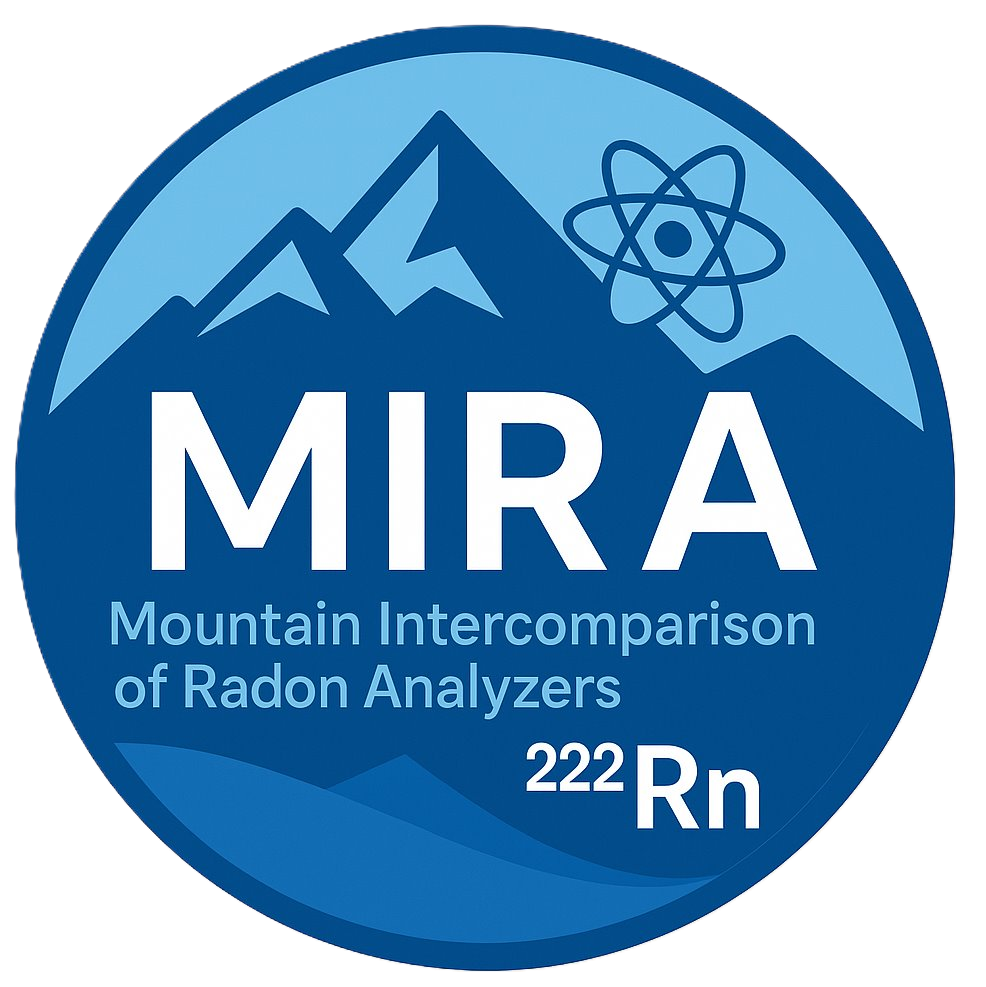 MIRA
Mountain Intercomparison
of Radon Analyzers
²²²Rn